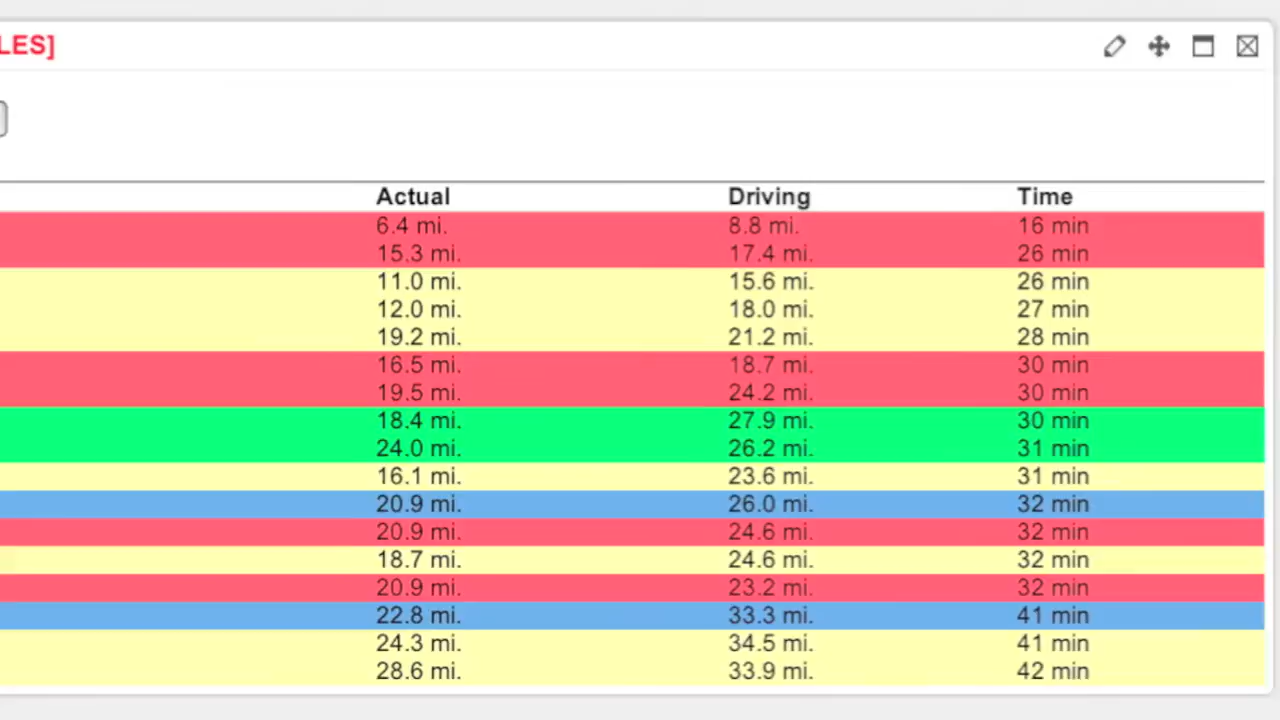 LES]
Actual Driving Time
6.4 mi. 8.8 mi. 16 min
15.3 mi. 17.4 mi. 26 min
11.0 mi. 15.6 mi. 26 min
12.0 mi. 18.0 mi. 27 min
19.2 mi. 21.2 mi. 28 min
16.5 mi. 18.7 mi. 30 min
19.5 mi. 24.2 mi. 30 min
18.4 mi. 27.9 mi. 30 min
24.0 mi. 26.2 mi. 31 min
16.1 mi. 23.6 mi. 31 min
20.9 mi. 26.0 mi. 32 min
20.9 mi. 24.6 mi. 32 min
18.7 mi. 24.6 mi. 32 min
20.9 mi. 23.2 mi. 32 min
22.8 mi. 33.3 mi. 41 min
24.3 mi. 34.5 mi. 41 min
28.6 mi. 33.9 mi. 42 min